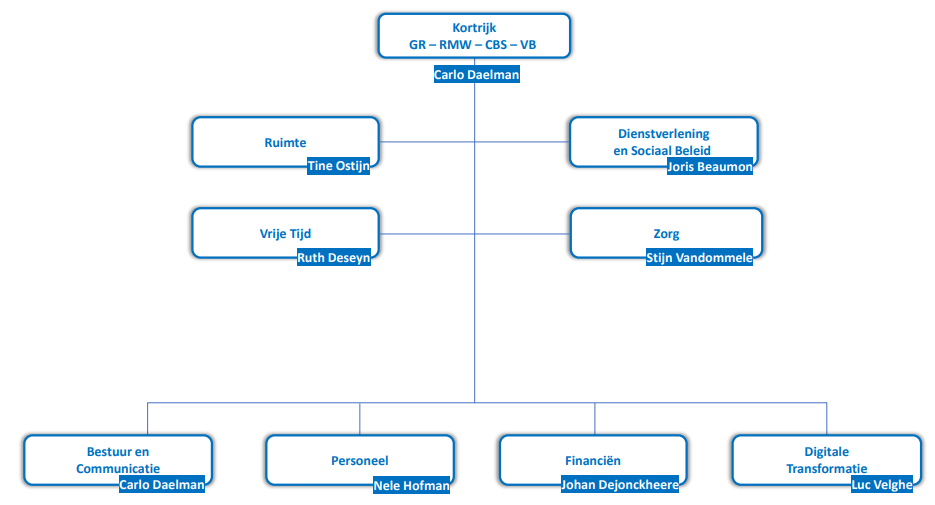 Kortrijk
GR – RMW – CBS – VB
Carlo Daelman
Ruimte
Tine Ostijn
Dienstverlening
en Sociaal Beleid
Joris Beaumon
Vrije Tijd
Ruth Deseyn
Zorg
Stijn Vandommele
Bestuur en
Communicatie
Carlo Daelman
Personeel
Nele Hofman
Financiën
Johan Dejonckheere
Digitale
Transformatie
Luc Velghe